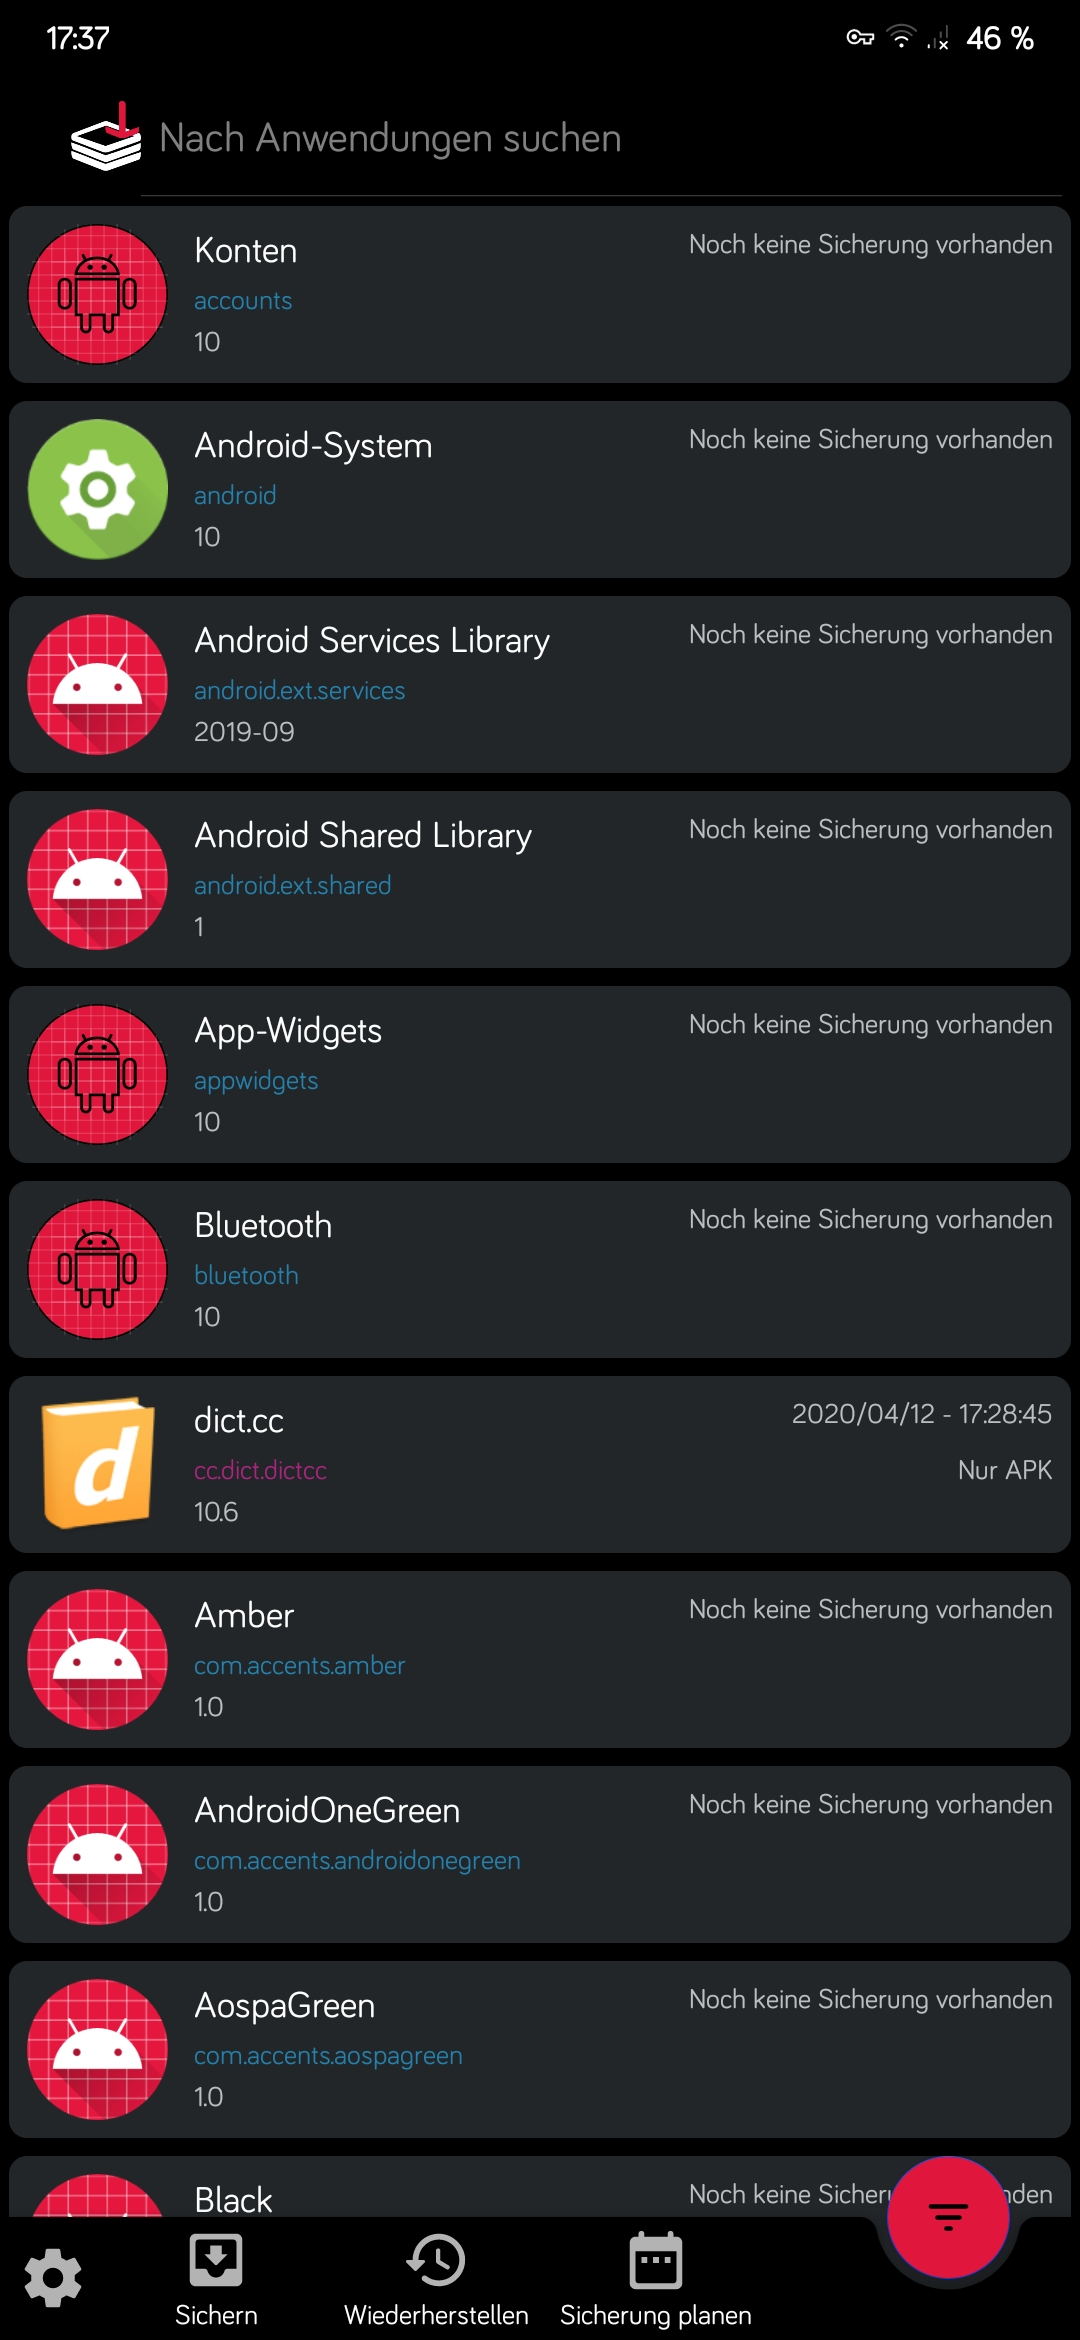 17:37
46 %
Nach Anwendungen suchen
Konten
Noch keine Sicherung vorhanden
accounts
10
Android-System
Noch keine Sicherung vorhanden
android
10
Android Services Library
Noch keine Sicherung vorhanden
android.ext.services
2019-09
Android Shared Library
Noch keine Sicherung vorhanden
android.ext.shared
1
App-Widgets
Noch keine Sicherung vorhanden
appwidgets
10
Bluetooth
Noch keine Sicherung vorhanden
bluetooth
10
dict.cc
2020/04/12 - 17:28:45
cc.dict.dictcc
Nur APK
10.6
Amber
Noch keine Sicherung vorhanden
com.accents.amber
1.0
AndroidOneGreen
Noch keine Sicherung vorhanden
com.accents.androidonegreen
1.0
AospaGreen
Noch keine Sicherung vorhanden
com.accents.aospagreen
1.0
Black
Noch keine
Sichern
Wiederherstellen
Sicherung planen